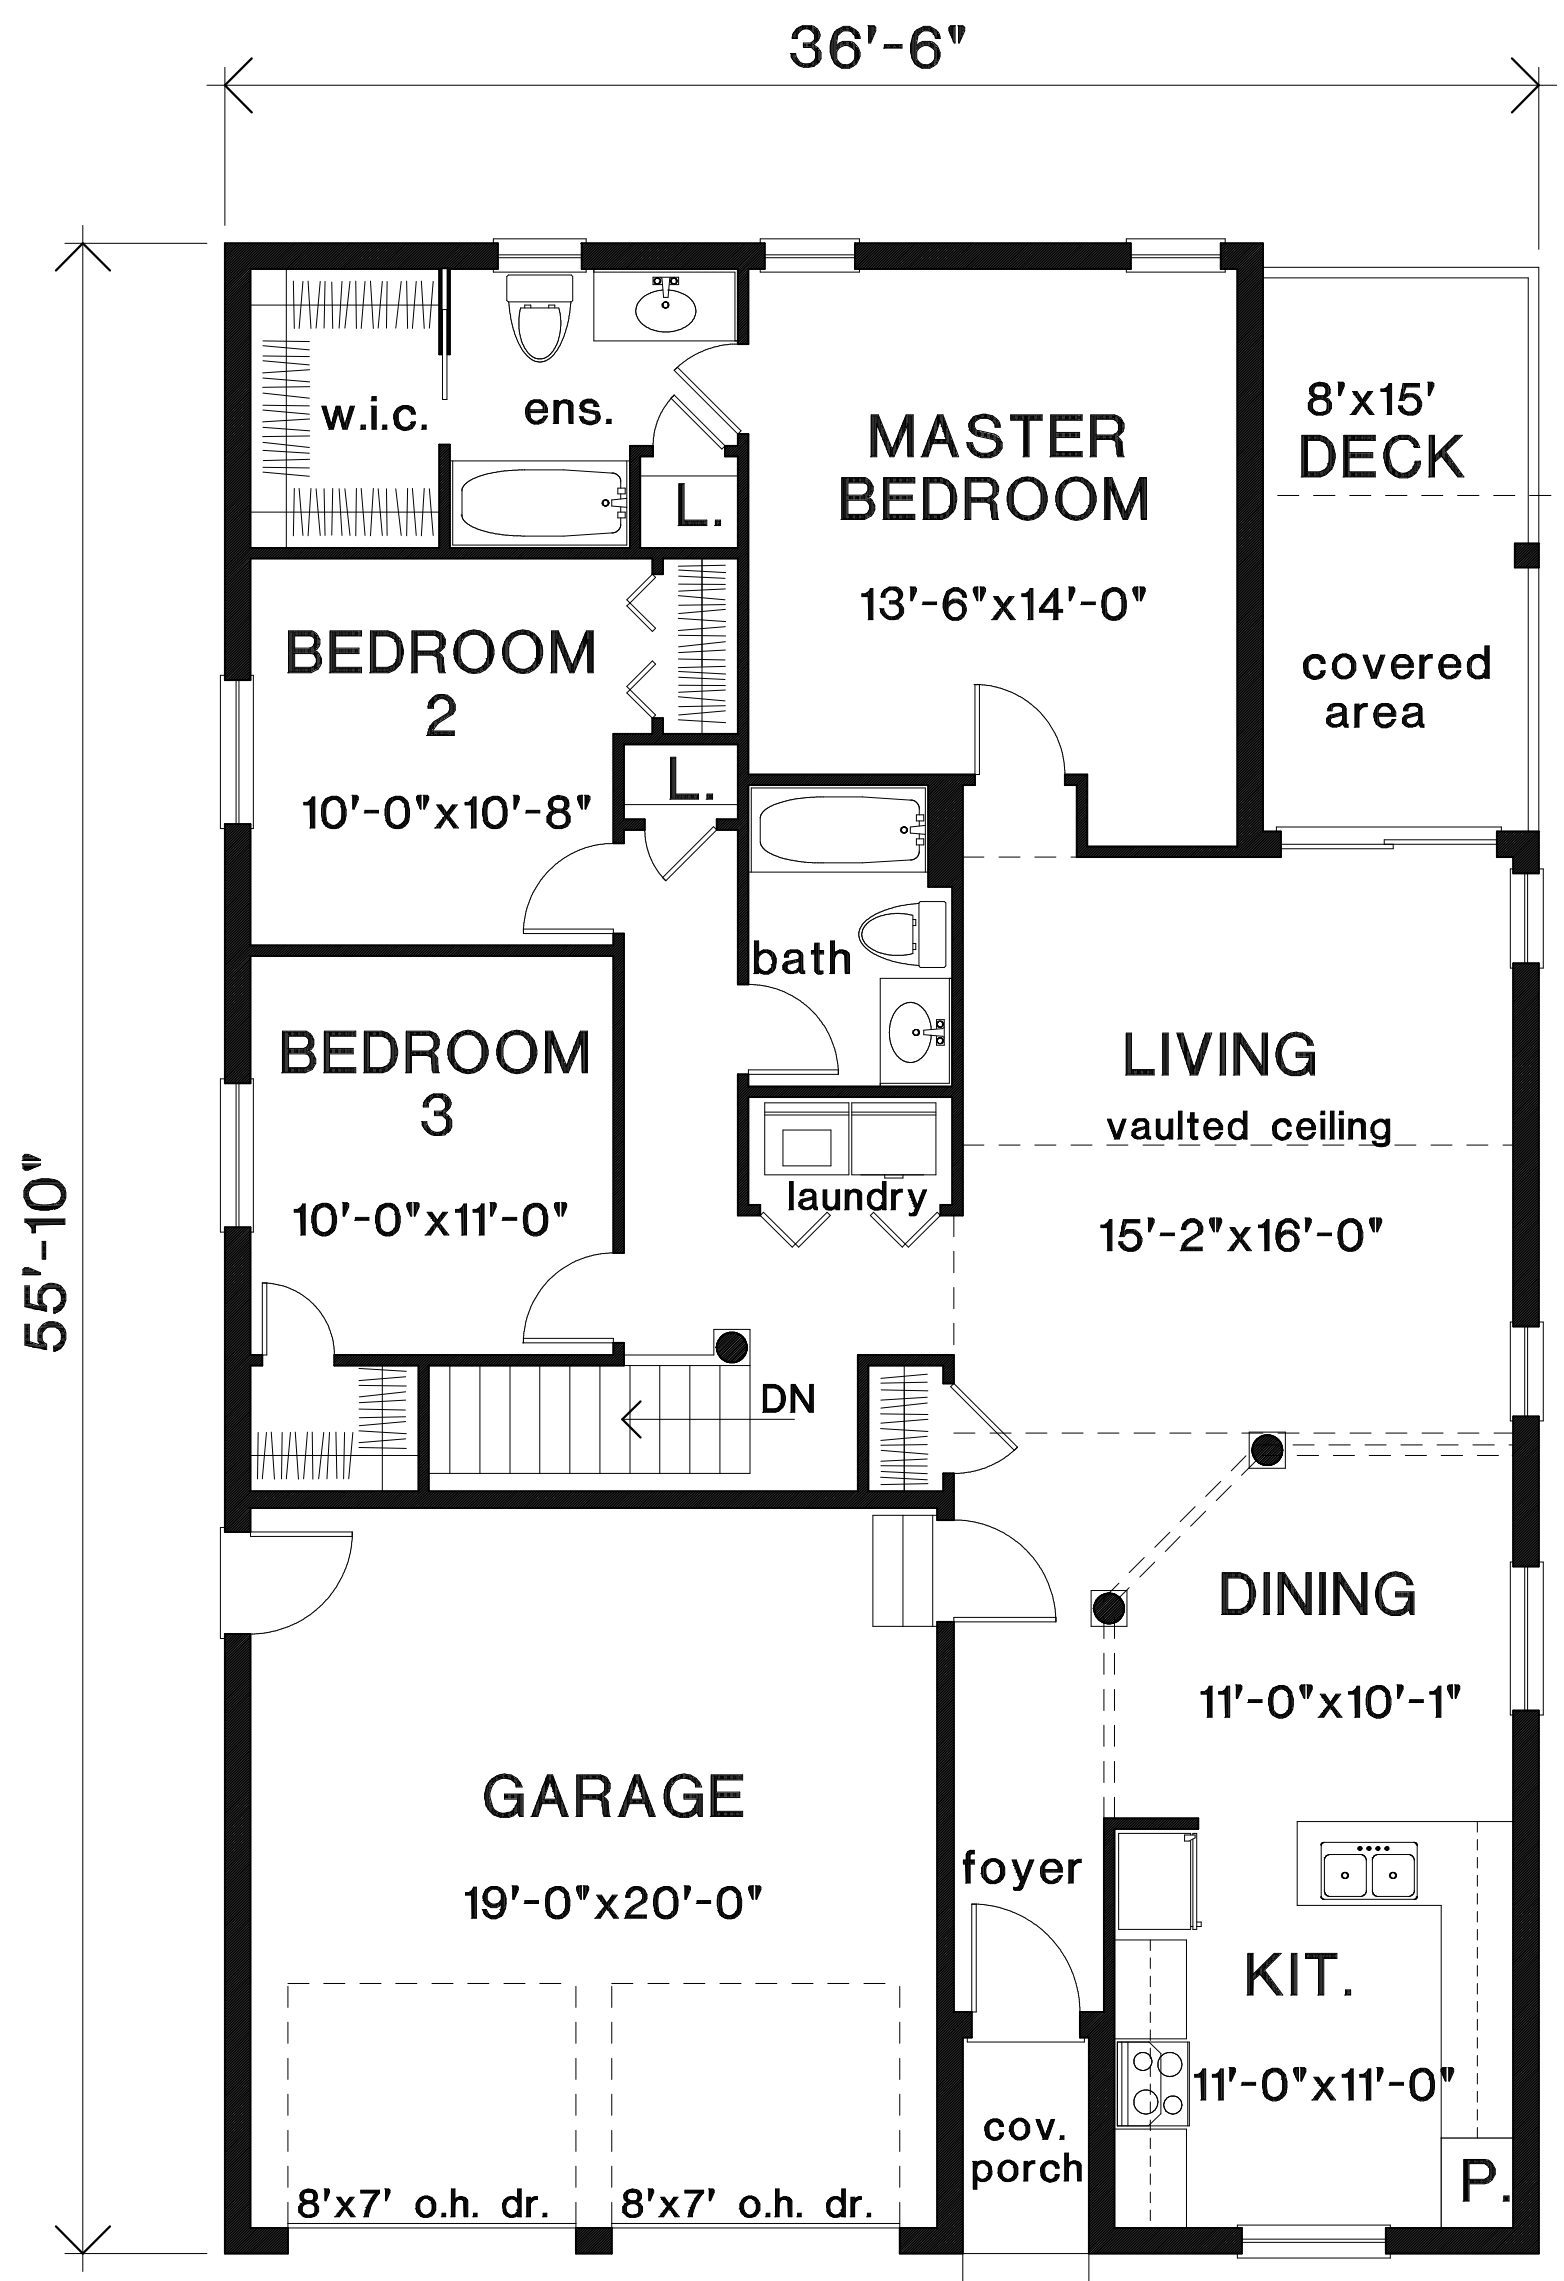 36'-6"
55'-10"
w.i.c.
ens.
L.
MASTER
BEDROOM
13'-6"x14'-0"
8'x15'
DECK
covered
area
BEDROOM
2
10'-0"x10'-8"
L.
bath
BEDROOM
3
10'-0"x11'-0"
laundry
LIVING
vaulted ceiling
15'-2"x16'-0"
DN
DINING
11'-0"x10'-1"
GARAGE
19'-0"x20'-0"
foyer
KIT.
11'-0"x11'-0"
cov.
porch
P.
8'x7' o.h. dr.
8'x7' o.h. dr.